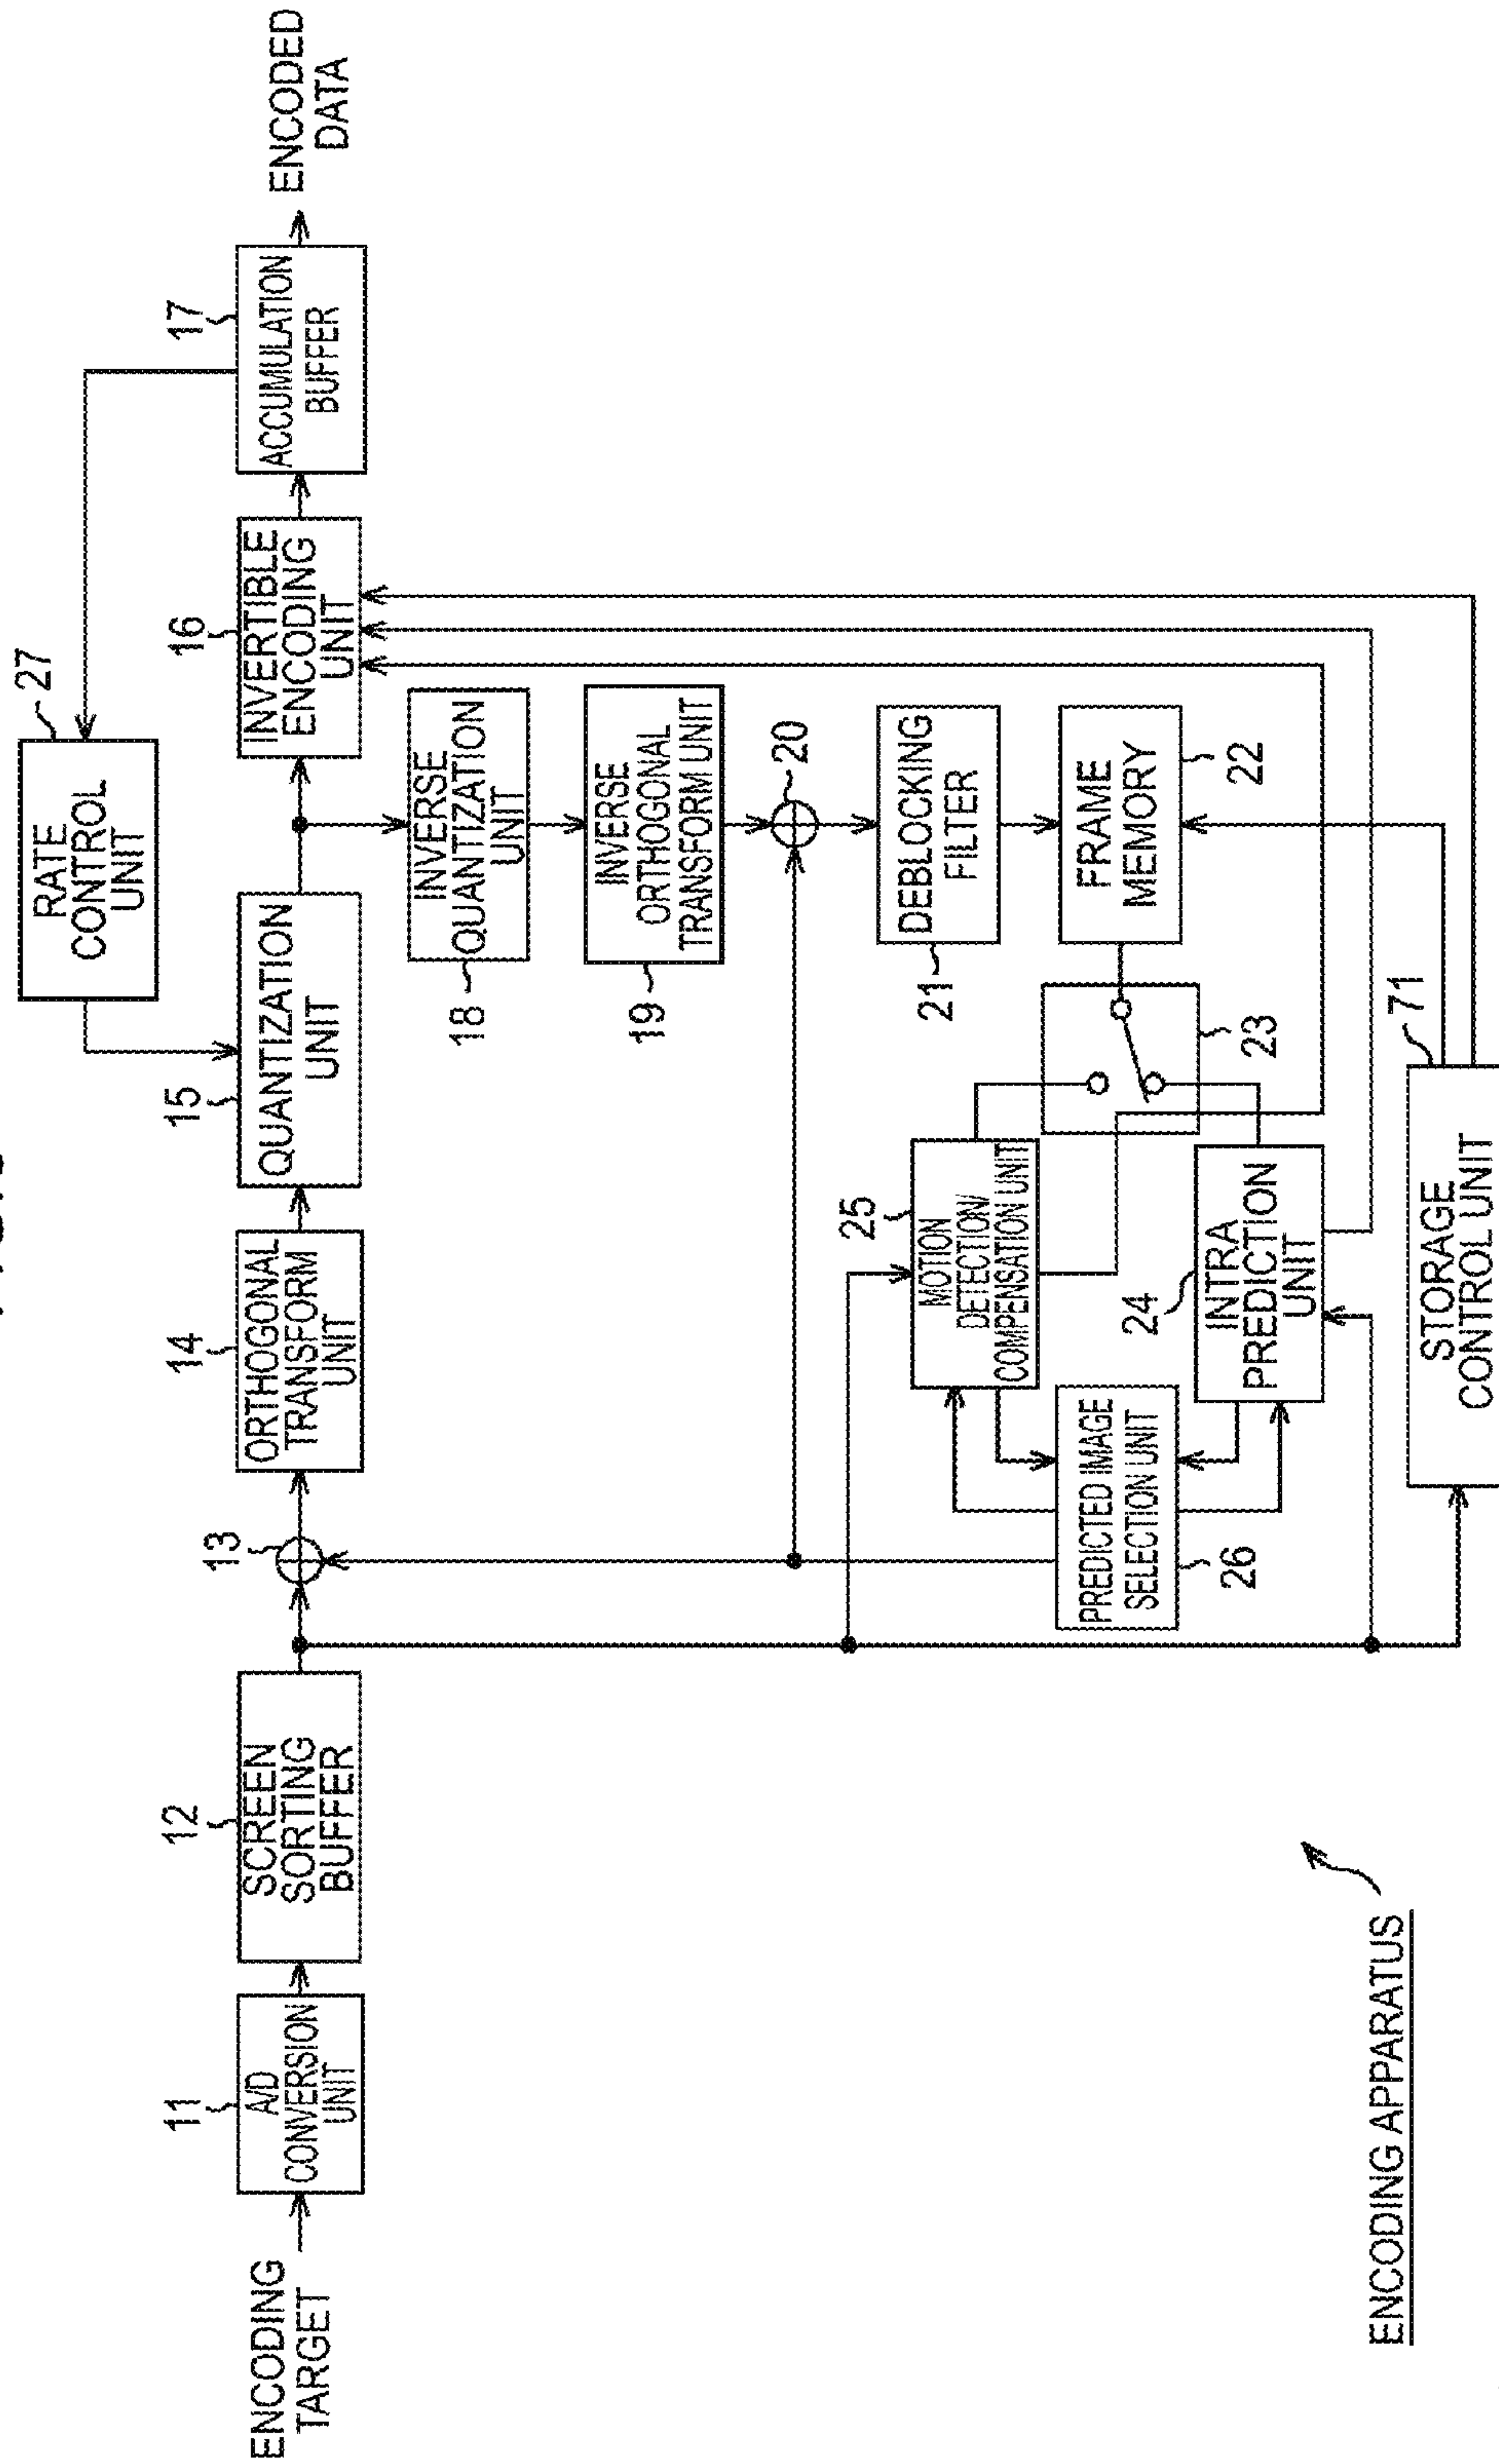 27
RATE
CONTROL
UNIT
11
A/D
CONVERSION
UNIT
12
SCREEN
SORTING
BUFFER
13
14
ORTHOGONAL
TRANSFORM
UNIT
15
QUANTIZATION
UNIT
16
INVERTIBLE
ENCODING
UNIT
17
ACCUMULATION
BUFFER
ENCODING
TARGET
ENCODED
DATA
INVERSE
QUANTIZATION
UNIT
18
INVERSE
ORTHOGONAL
TRANSFORM UNIT
19
20
DEBLOCKING
FILTER
21
FRAME
MEMORY
22
23
25
MOTION
DETECTION/
COMPENSATION UNIT
24
INTRA
PREDICTION
UNIT
PREDICTED IMAGE
SELECTION UNIT
26
71
STORAGE
CONTROL UNIT
ENCODING APPARATUS